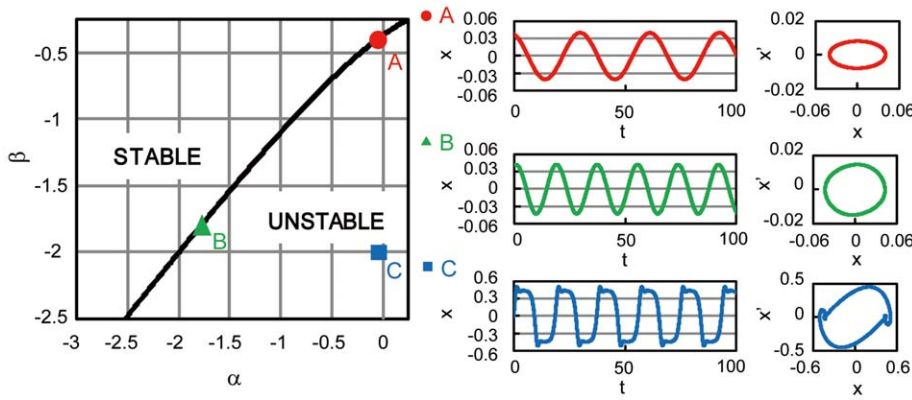 -0.5
-1
-1.5
-2
-2.5
β
STABLE
UNSTABLE
A
B
C
-3 -2.5 -2 -1.5 -1 -0.5 0
α
A
0.06
0.03
-0.03
-0.06
x
0 50 100
t
0.02
0
-0.02
x'
-0.06 0 0.06
x
B
0.06
0.03
0
-0.03
-0.06
x
0 50 100
t
0.02
0
-0.02
x'
-0.06 0 0.06
x
C
0.6
0.3
0
-0.3
-0.6
x
0 50 100
t
0.5
0
-0.5
x'
-0.6 0 0.6
x